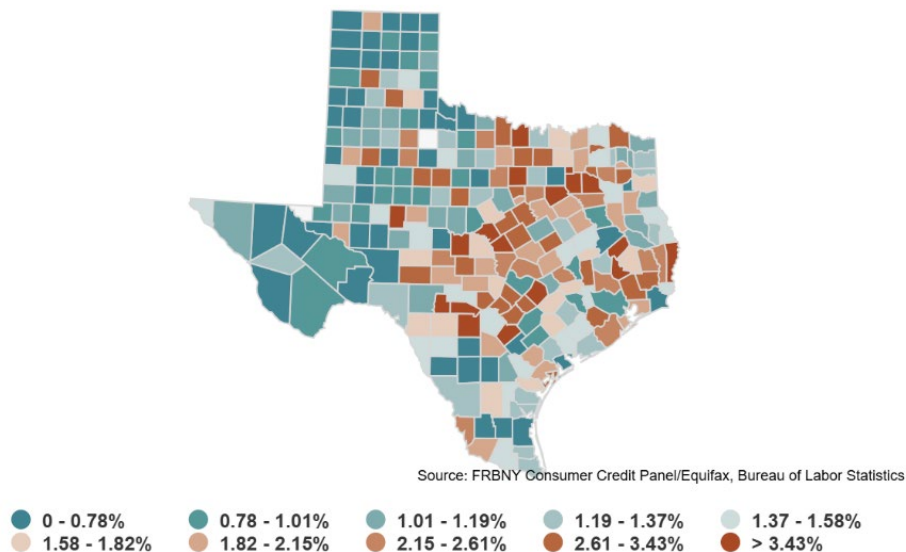 Source: FRBNY Consumer Credit Panel/Equifax, Bureau of Labor Statistics
0 - 0.78% 0.78 - 1.01% 1.01 - 1.19% 1.19 - 1.37% 1.37 - 1.58%
1.58 - 1.82% 1.82 - 2.15% 2.15 - 2.61% 2.61 - 3.43% > 3.43%